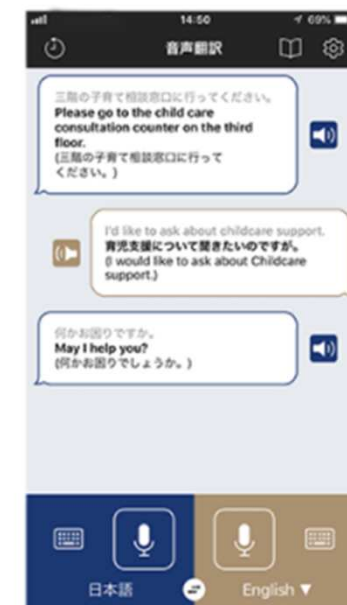 14:50
69%
音声翻訳
三階の子育て相談窓口に行ってください。
Please go to the child care
consultation counter on the third
floor.
(三階の子育て相談窓口に行って
ください。)
I'd like to ask about childcare support.
育児支援について聞きたいのですが。
(I would like to ask about Childcare
support.)
何かお困りですか。
May I help you?
(何かお困りでしょうか。)
日本語
English ▼